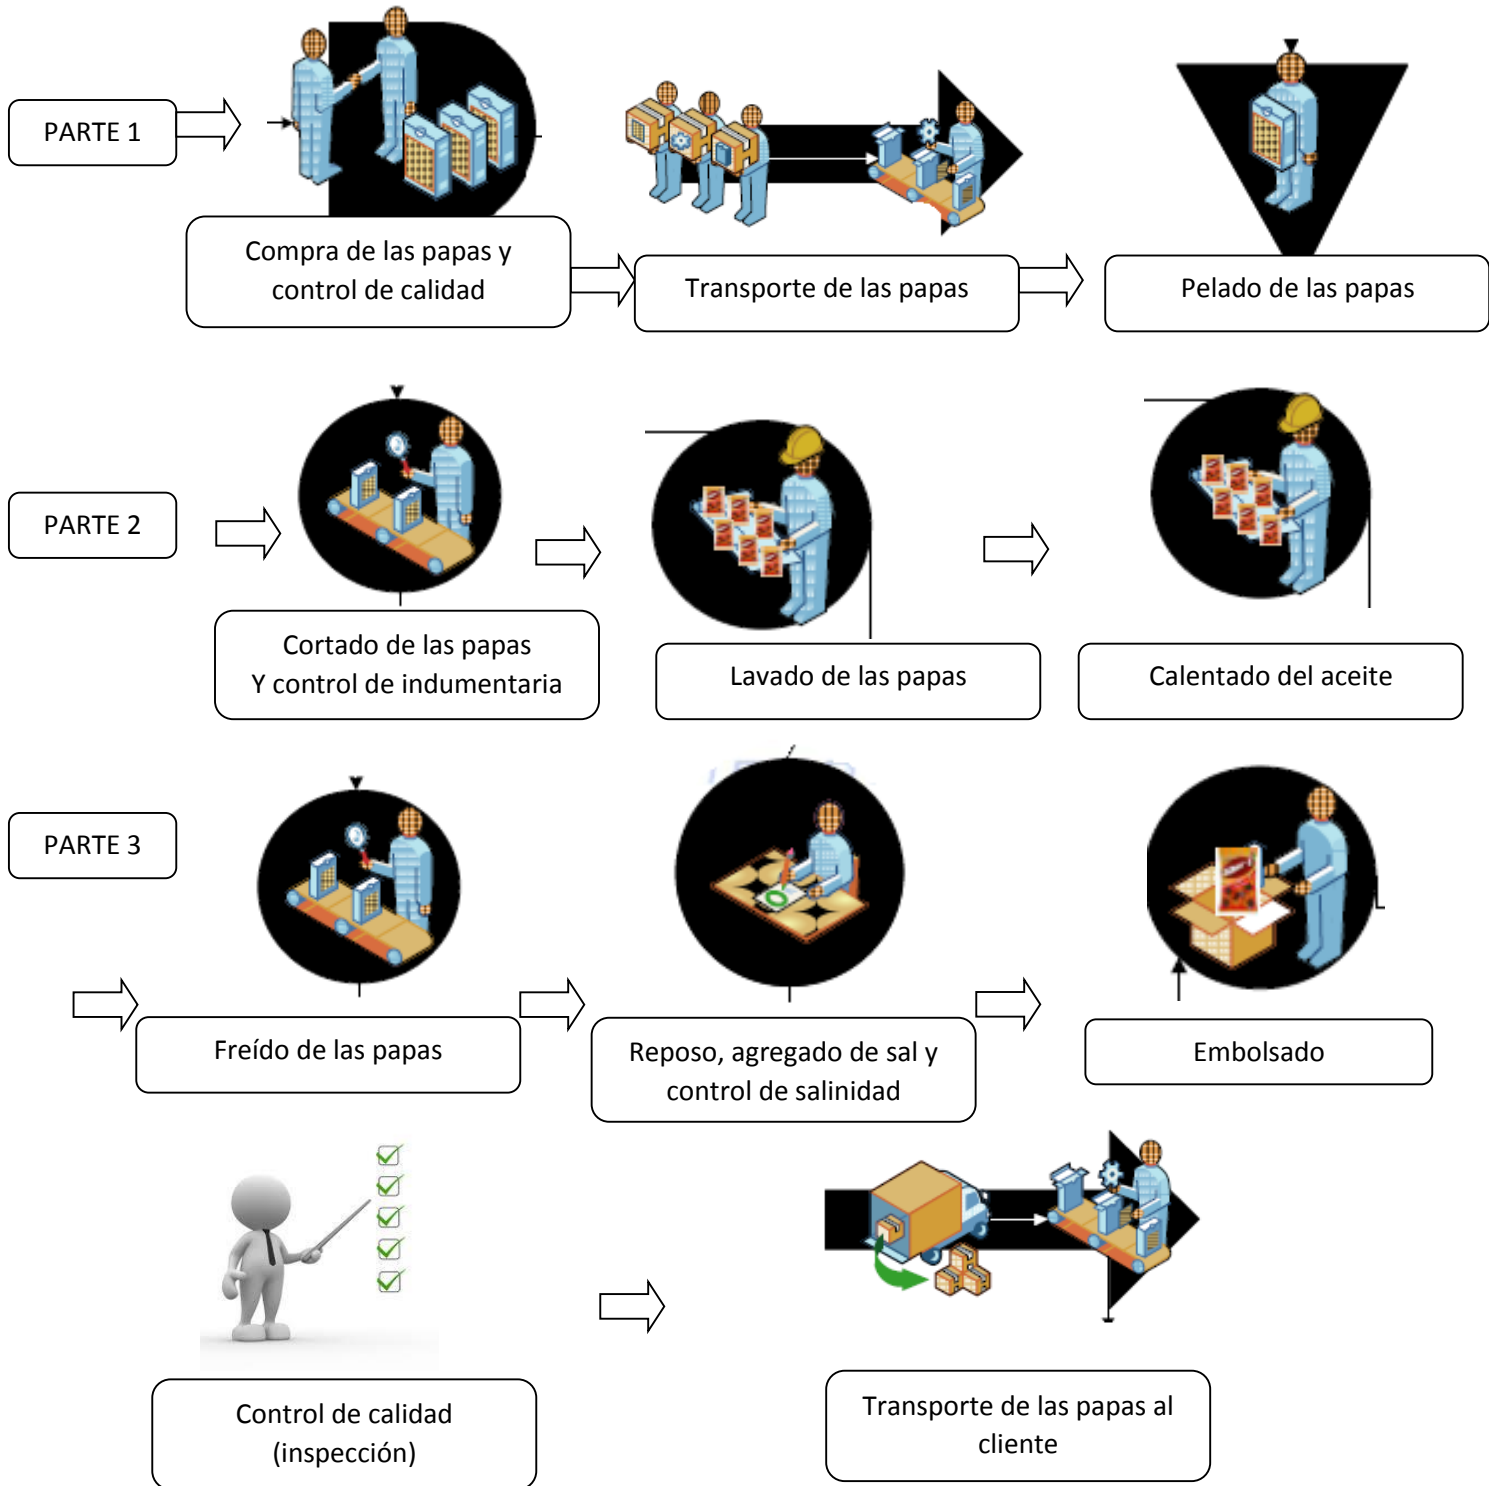 PARTE 1
Compra de las papas y
control de calidad
Transporte de las papas
Pelado de las papas
PARTE 2
Cortado de las papas
Y control de indumentaria
Lavado de las papas
Calentado del aceite
PARTE 3
Freído de las papas
Reposo, agregado de sal y
control de salinidad
Embolsado
Control de calidad
(inspección)
Transporte de las papas al
cliente